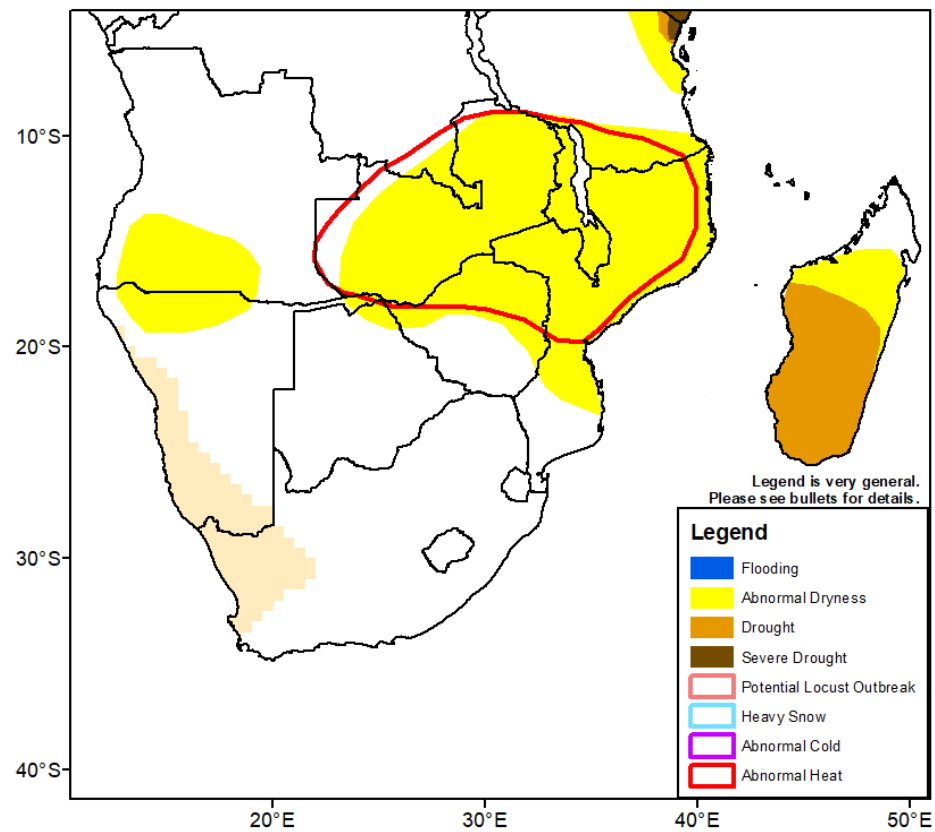 10°S
20°S
30°S
40°S
Legend is very general.
Please see bullets for details.
Legend
Flooding
Abnormal Dryness
Drought
Severe Drought
Potential Locust Outbreak
Heavy Snow
Abnormal Cold
Abnormal Heat
20°E
30°E
40°E
50°E